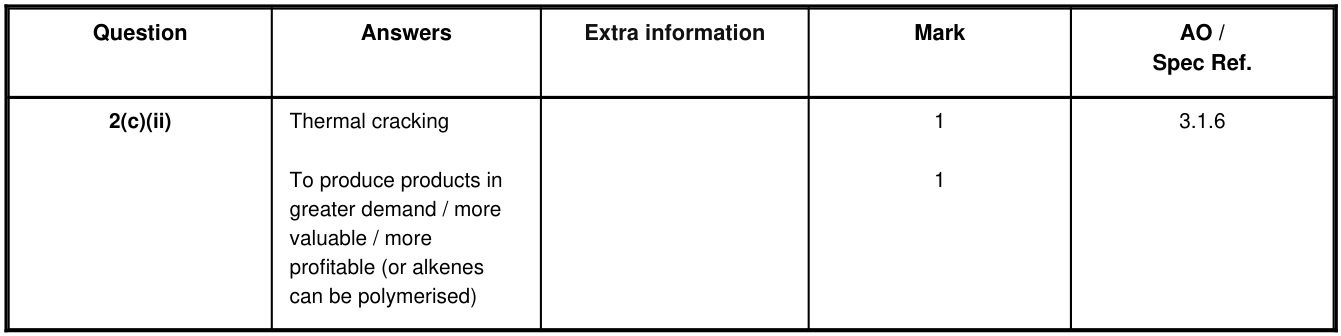 Question Answers Extra information Mark AO /
Spec Ref.
2(c)(ii) Thermal cracking 1 3.1.6
To produce products in 1
greater demand / more
valuable / more
profitable (or alkenes
can be polymerised)